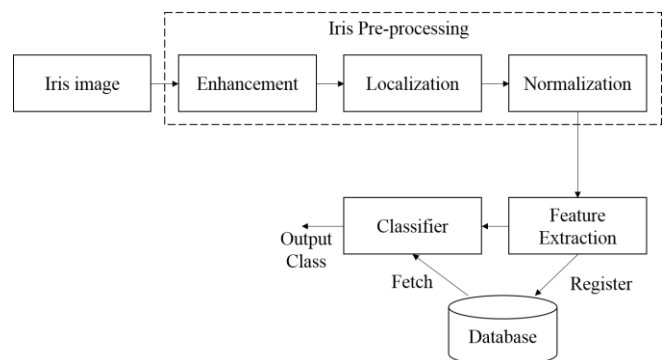 Iris Pre-processing
Iris image
Enhancement
Localization
Normalization
Classifier
Feature
Extraction
Output
Class
Fetch
Register
Database